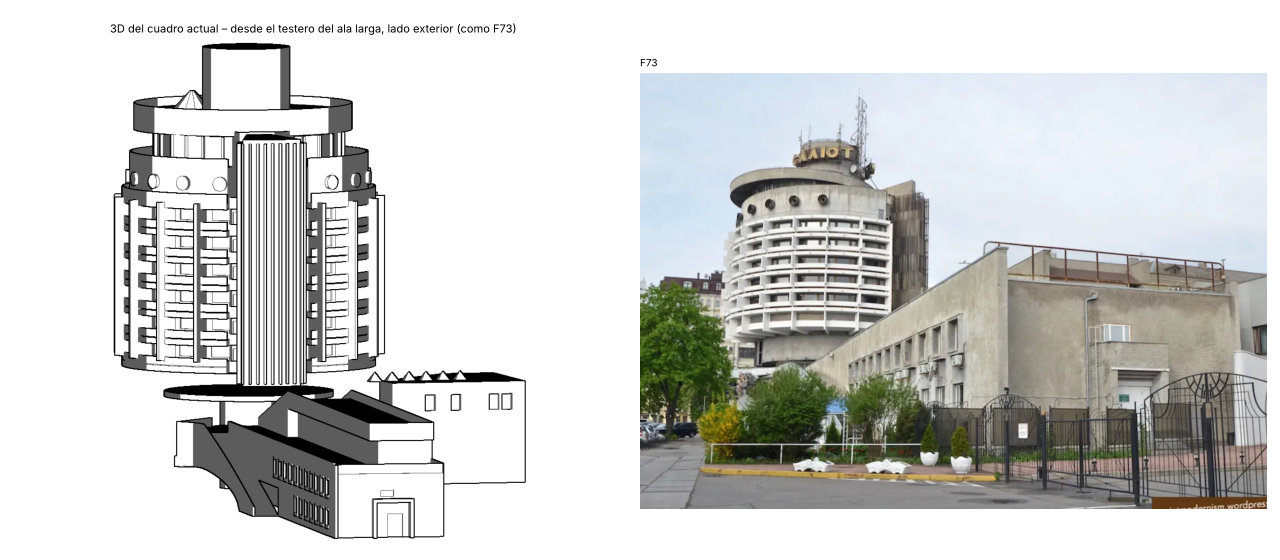 3D del cuadro actual – desde el testero del ala larga, lado exterior (como F73)
F73
САЛЮТ